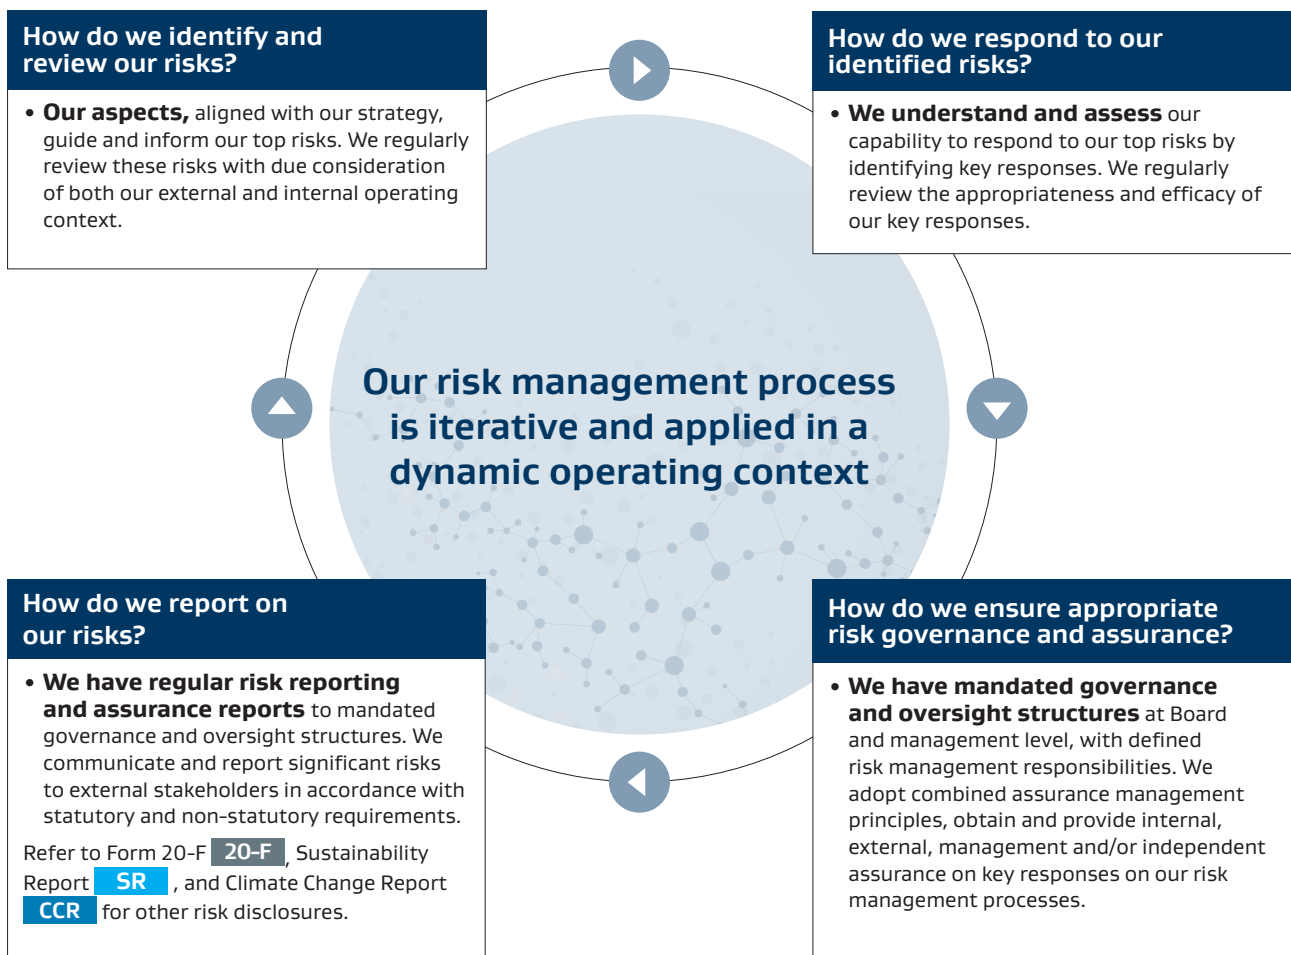 How do we identify and
review our risks?
• Our aspects, aligned with our strategy,
guide and inform our top risks. We regularly
review these risks with due consideration
of both our external and internal operating
context.
How do we respond to our
identified risks?
• We understand and assess our
capability to respond to our top risks by
identifying key responses. We regularly
review the appropriateness and efficacy of
our key responses.
Our risk management process
is iterative and applied in a
dynamic operating context
How do we report on
our risks?
• We have regular risk reporting
and assurance reports to mandated
governance and oversight structures. We
communicate and report significant risks
to external stakeholders in accordance with
statutory and non-statutory requirements.
Refer to Form 20-F 20-F , Sustainability
Report SR , and Climate Change Report
CCR for other risk disclosures.
How do we ensure appropriate
risk governance and assurance?
• We have mandated governance
and oversight structures at Board
and management level, with defined
risk management responsibilities. We
adopt combined assurance management
principles, obtain and provide internal,
external, management and/or independent
assurance on key responses on our risk
management processes.